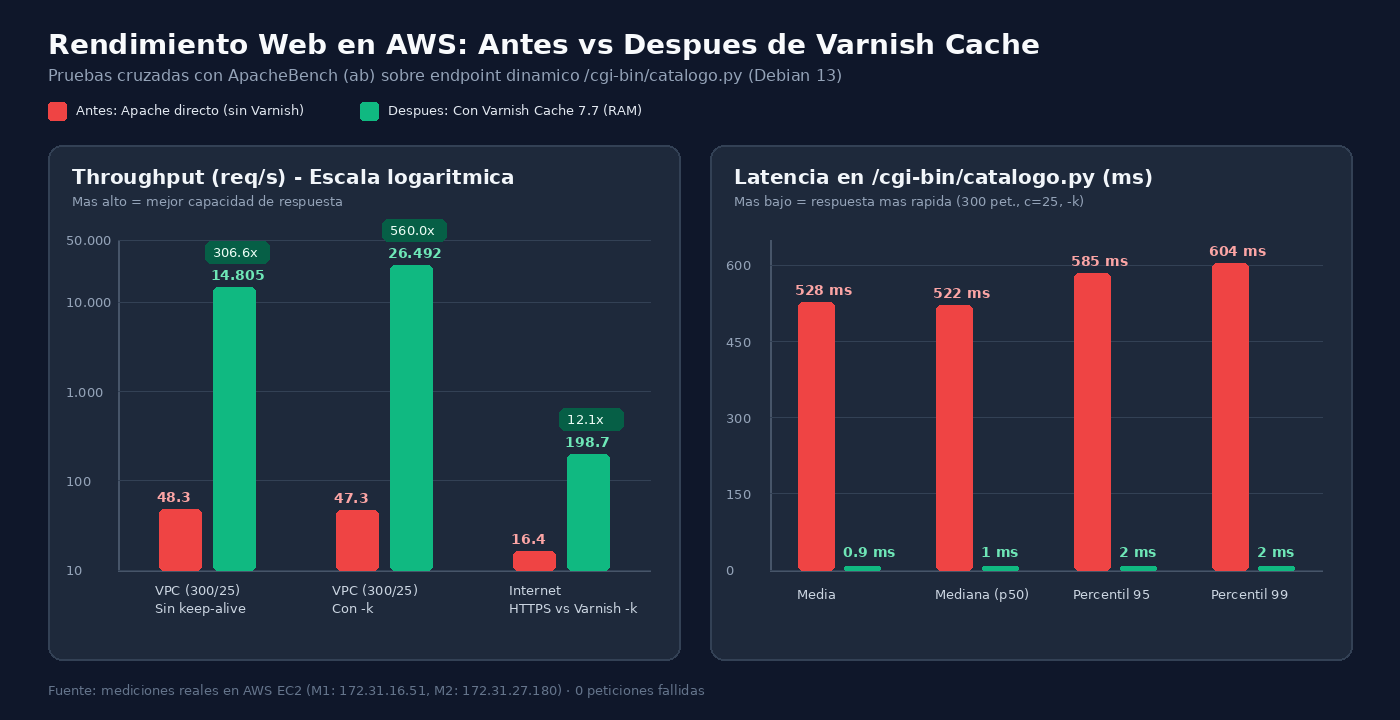 Rendimiento Web en AWS: Antes vs Despues de Varnish Cache
Pruebas cruzadas con ApacheBench (ab) sobre endpoint dinamico /cgi-bin/catalogo.py (Debian 13)
Antes: Apache directo (sin Varnish)
Despues: Con Varnish Cache 7.7 (RAM)
Throughput (req/s) - Escala logaritmica
Mas alto = mejor capacidad de respuesta
50.000
10.000
1.000
100
10
306.6x
14.805
48.3
560.0x
26.492
47.3
12.1x
198.7
16.4
VPC (300/25)
Sin keep-alive
VPC (300/25)
Con -k
Internet
HTTPS vs Varnish -k
Latencia en /cgi-bin/catalogo.py (ms)
Mas bajo = respuesta mas rapida (300 pet., c=25, -k)
600
450
300
150
0
528 ms
0.9 ms
522 ms
1 ms
585 ms
2 ms
604 ms
2 ms
Media
Mediana (p50)
Percentil 95
Percentil 99
Fuente: mediciones reales en AWS EC2 (M1: 172.31.16.51, M2: 172.31.27.180) · 0 peticiones fallidas